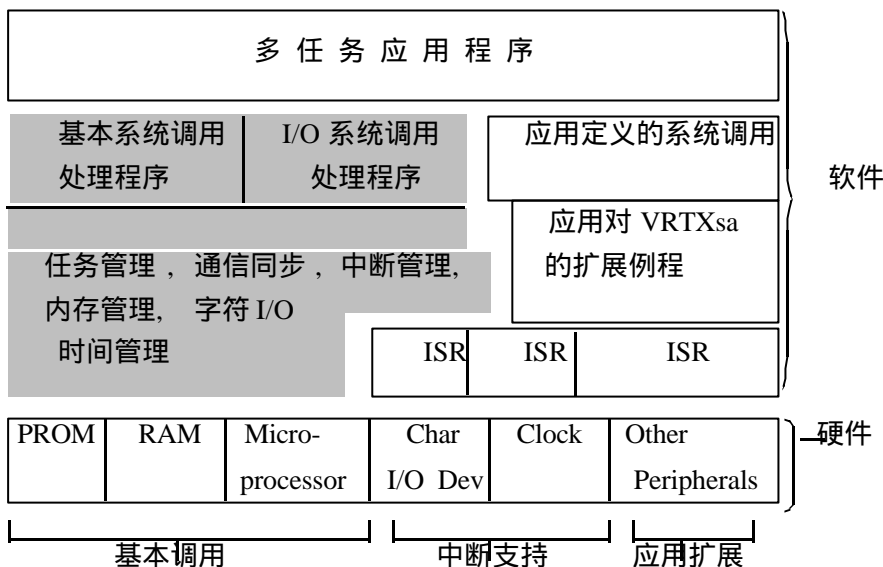 多任务应用程序
基本系统调用 I/O 系统调用 应用定义的系统调用
处理程序 处理程序
软件
应用对 VRTXsa
任务管理，通信同步，中断管理, 的扩展例程
内存管理, 字符 I/O
时间管理 ISR ISR ISR
PROM RAM Micro- Char Clock Other 硬件
processor I/O Dev Peripherals
基本调用 中断支持 应用扩展